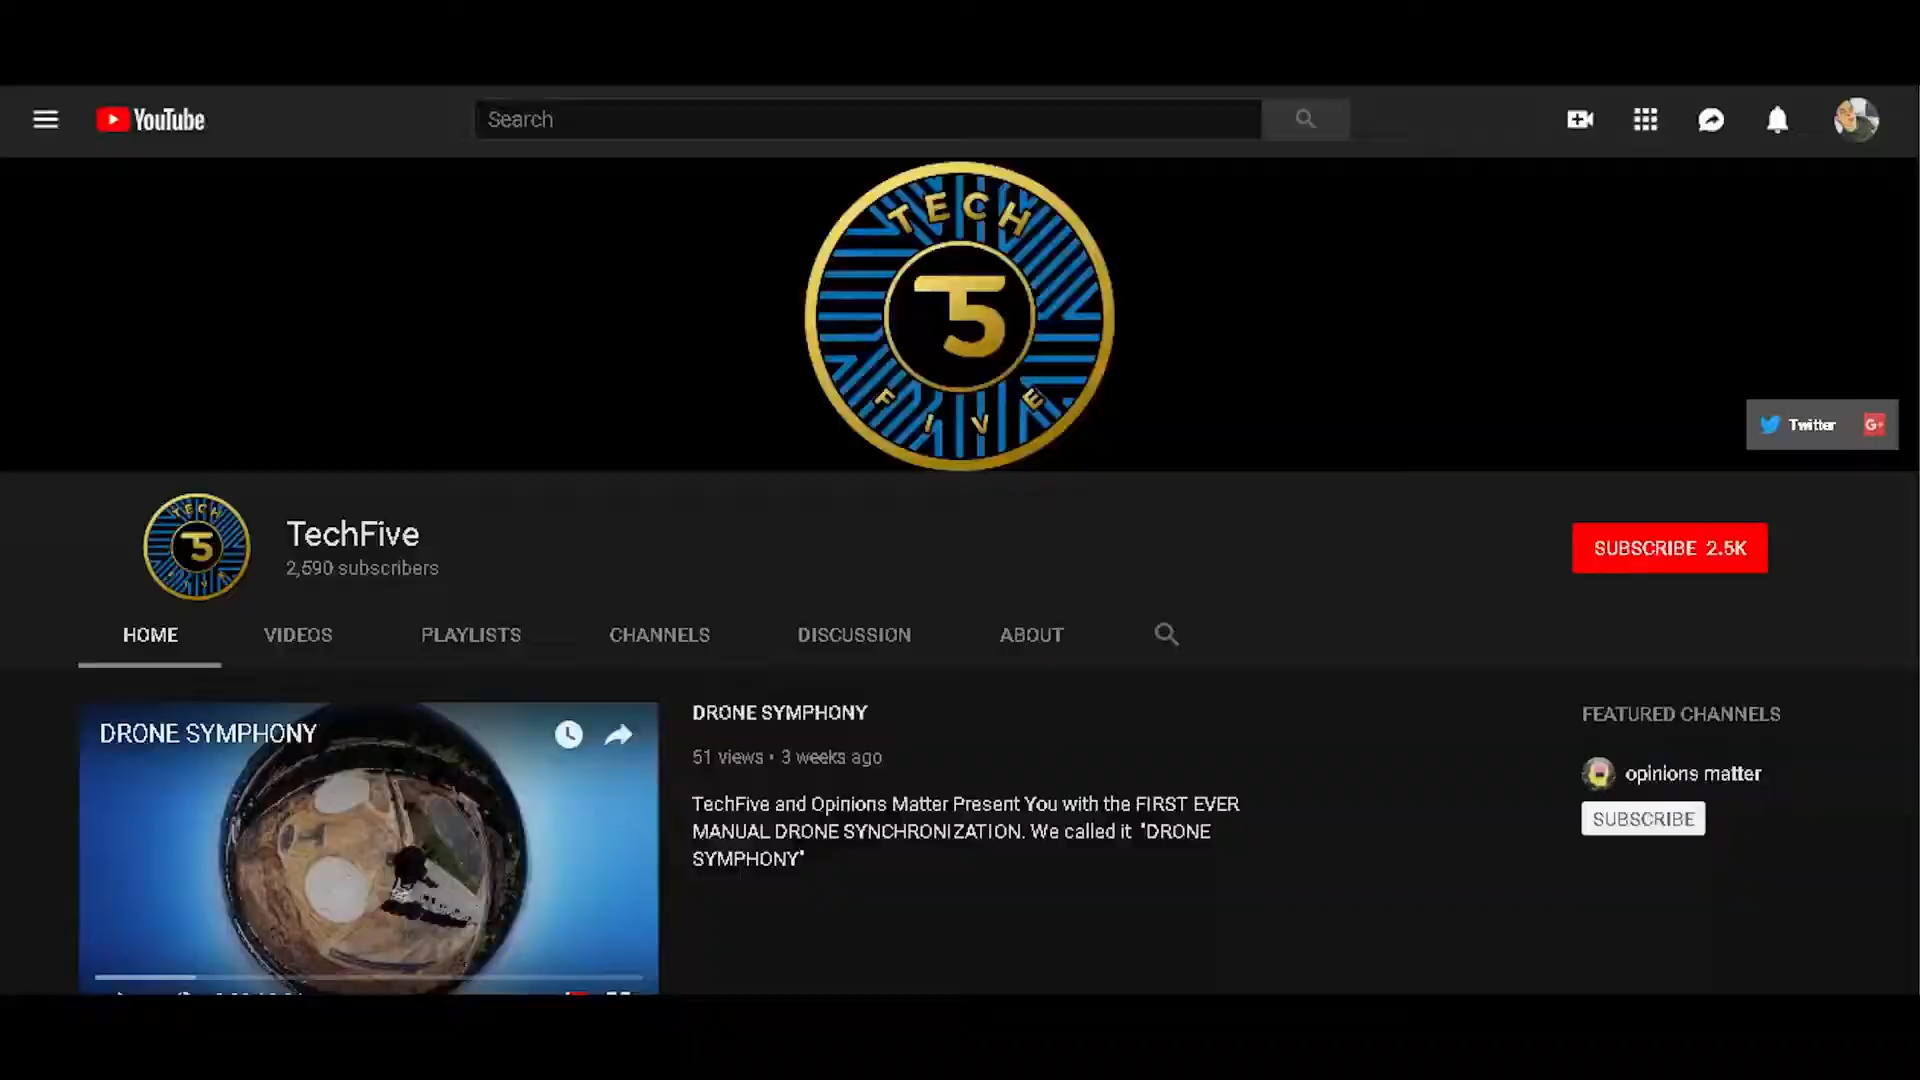 YouTube
Search
TECH
5
FIVE
Twitter
G+
TECH
5
TechFive
2,590 subscribers
SUBSCRIBE 2.5K
HOME
VIDEOS
PLAYLISTS
CHANNELS
DISCUSSION
ABOUT
DRONE SYMPHONY
DRONE SYMPHONY
51 views • 3 weeks ago
TechFive and Opinions Matter Present You with the FIRST EVER
MANUAL DRONE SYNCHRONIZATION. We called it "DRONE
SYMPHONY"
FEATURED CHANNELS
opinions matter
SUBSCRIBE